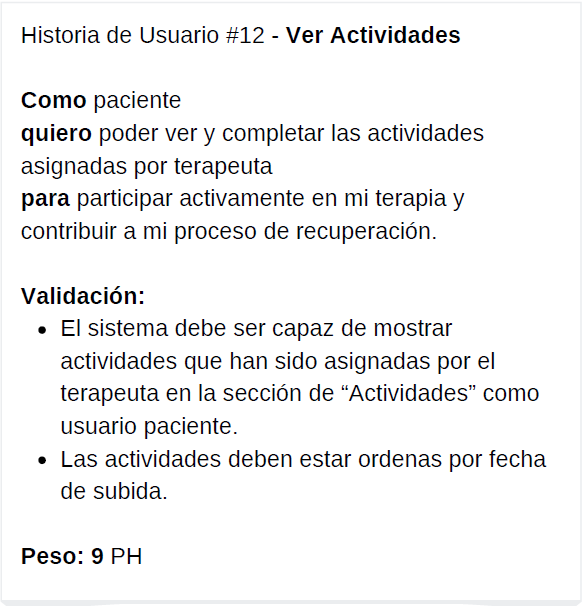 Historia de Usuario #12 - Ver Actividades
Como paciente
quiero poder ver y completar las actividades
asignadas por terapeuta
para participar activamente en mi terapia y
contribuir a mi proceso de recuperación.
Validación:
• El sistema debe ser capaz de mostrar
actividades que han sido asignadas por el
terapeuta en la sección de “Actividades” como
usuario paciente.
• Las actividades deben estar ordenas por fecha
de subida.
Peso: 9 PH